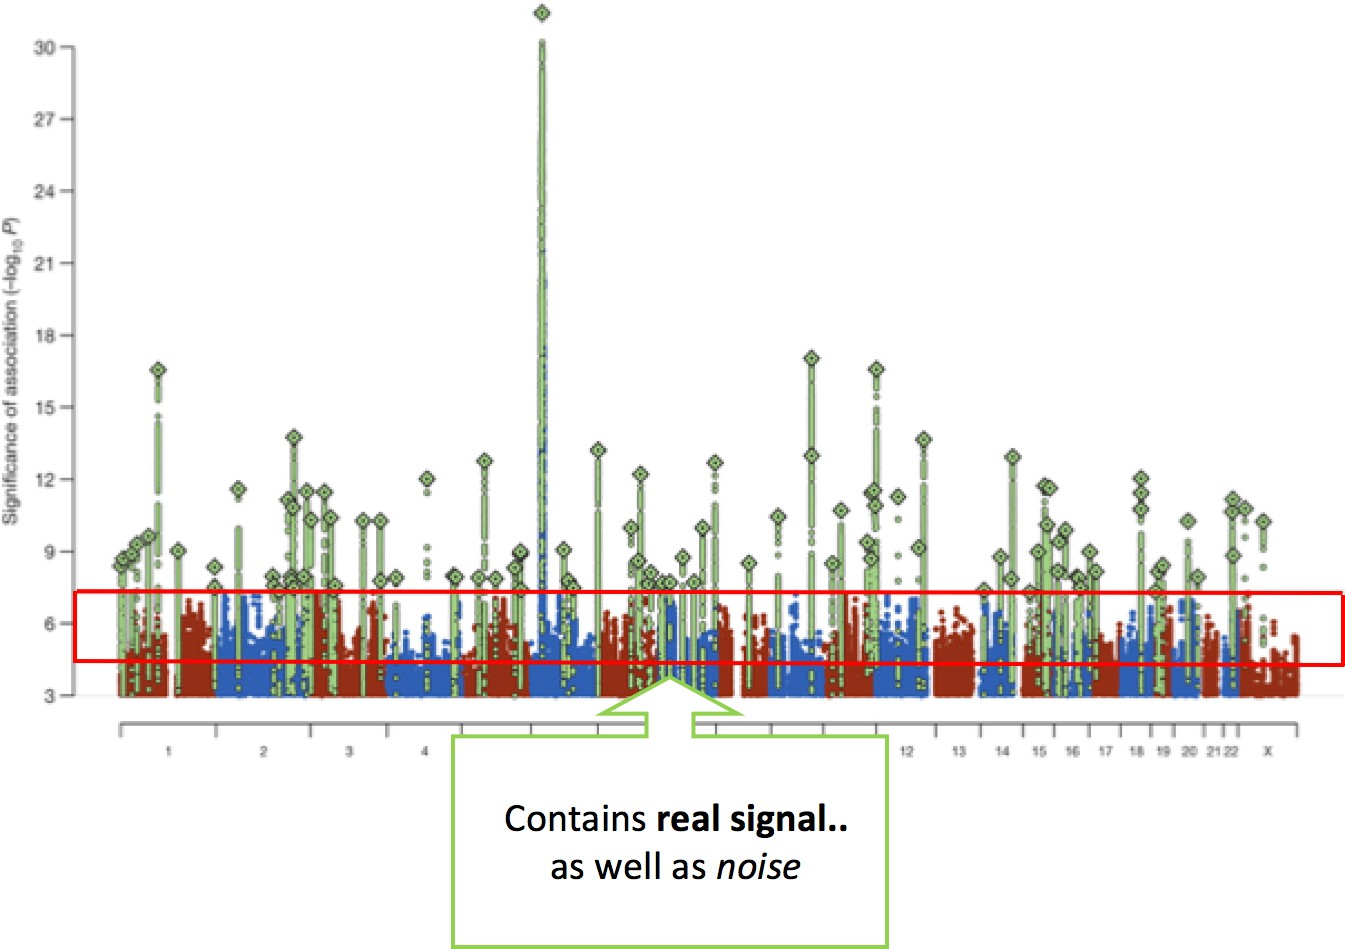 30
27
24
21
18
15
12
9
6
3
Significance of association (–log10 P)
1 2 3 4 12 13 14 15 16 17 18 19 20 21 22 X
Contains real signal..
as well as noise